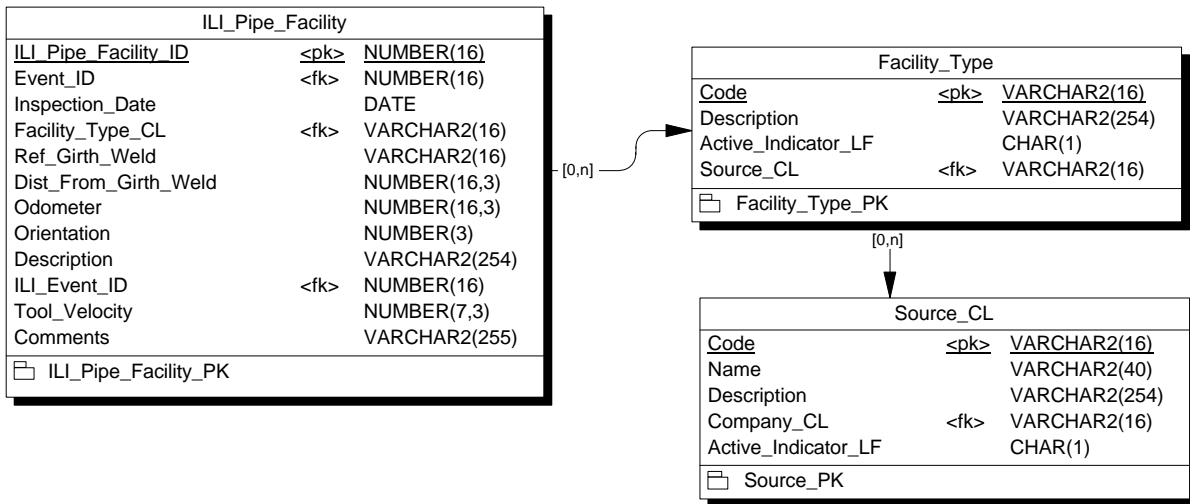 ILI_Pipe_Facility
ILI_Pipe_Facility_ID <pk> NUMBER(16)
Event_ID <fk> NUMBER(16)
Inspection_Date DATE
Facility_Type_CL <fk> VARCHAR2(16)
Ref_Girth_Weld VARCHAR2(16)
Dist_From_Girth_Weld NUMBER(16,3)
Odometer NUMBER(16,3)
Orientation NUMBER(3)
Description VARCHAR2(254)
ILI_Event_ID <fk> NUMBER(16)
Tool_Velocity NUMBER(7,3)
Comments VARCHAR2(255)
ILI_Pipe_Facility_PK
[0,n]
Facility_Type
Code <pk> VARCHAR2(16)
Description VARCHAR2(254)
Active_Indicator_LF CHAR(1)
Source_CL <fk> VARCHAR2(16)
Facility_Type_PK
[0,n]
Source_CL
Code <pk> VARCHAR2(16)
Name VARCHAR2(40)
Description VARCHAR2(254)
Company_CL <fk> VARCHAR2(16)
Active_Indicator_LF CHAR(1)
Source_PK